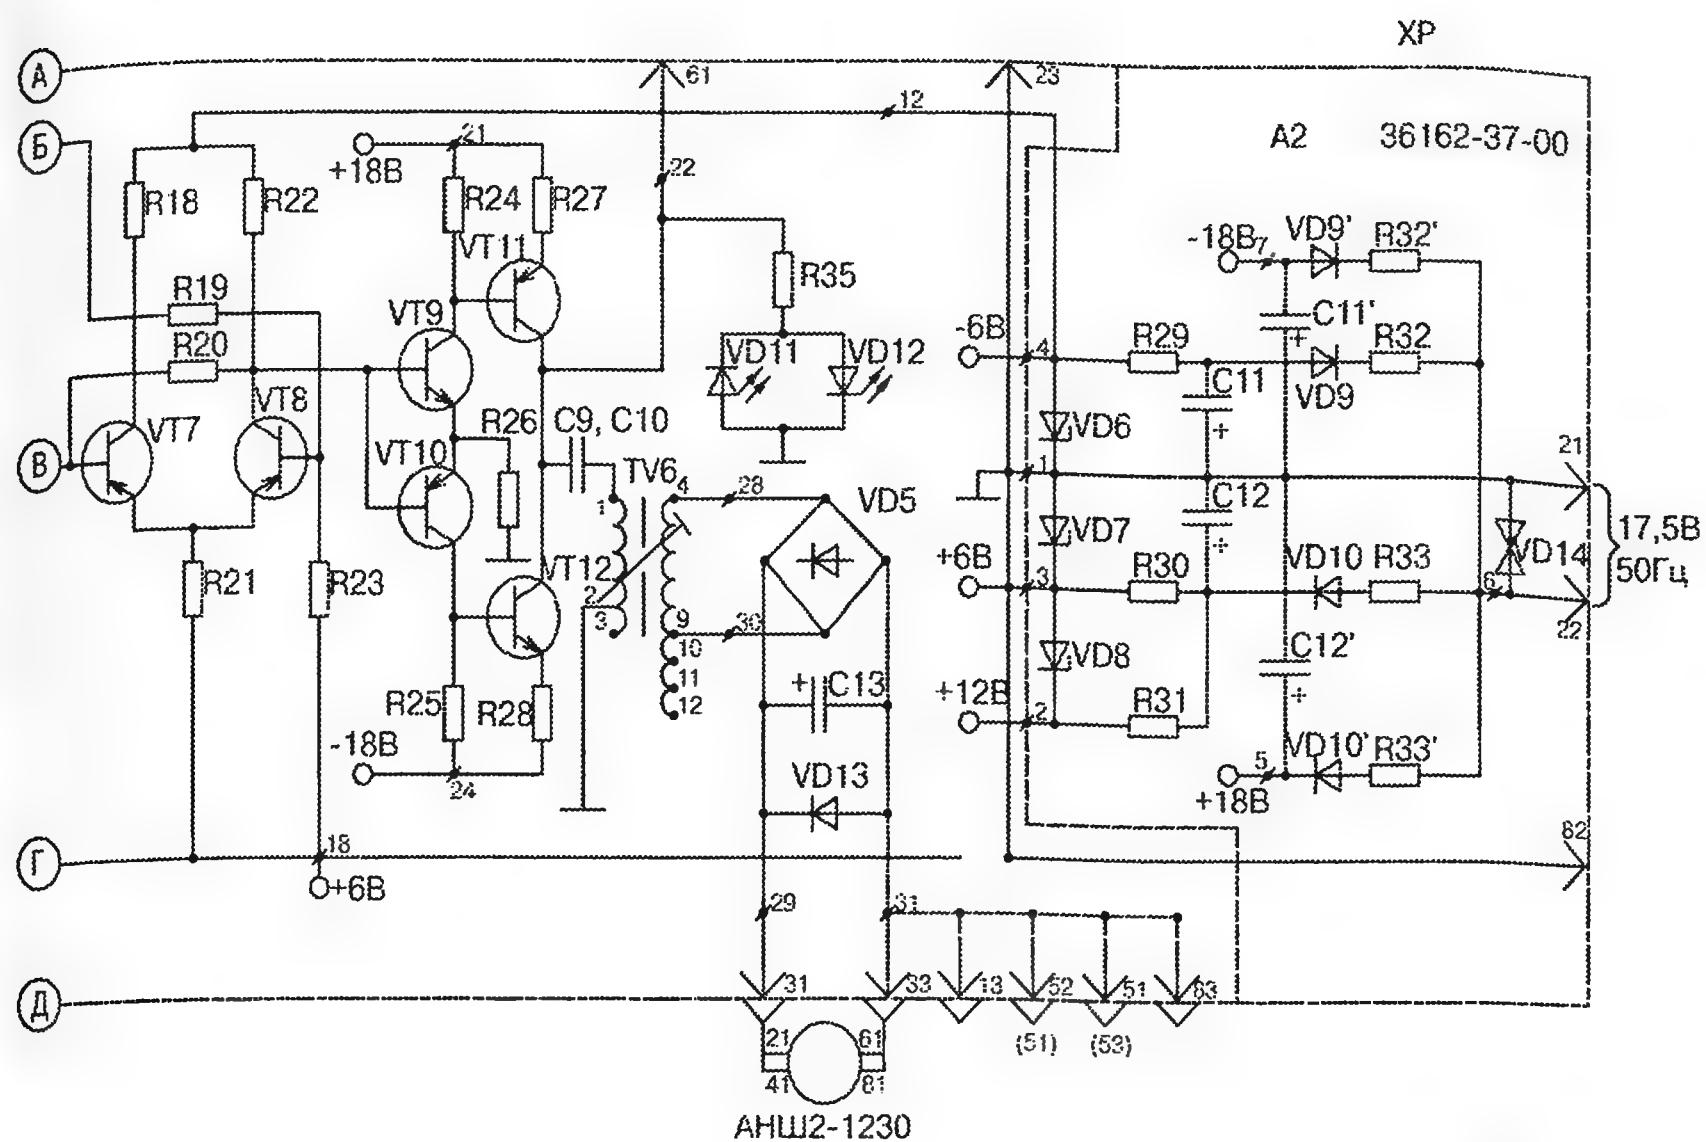 ХР
А
61
23
12
А2 36162-37-00
Б
21
+18В
22
R18
R22
R24
R27
VT11
-18В
7
VD9'
R32'
R35
R19
VT9
C11'
+
-6В
4
R29
R32
R20
VD11
VD12
C11
VD9
VT8
R26
C9, C10
+
VD6
VT7
VT10
TV6
В
1
21
4
28
VD5
C12
1
+
VD7
17,5В
50Гц
+6В
3
R30
VD10
R33
VD14
6
VT12
R21
R23
2
3
9
30
22
10
11
12
VD8
C12'
+
R25
R28
+
C13
+12В
2
R31
-18В
24
VD13
5
VD10'
R33'
+18В
62
Г
18
+6В
29
31
Д
31
33
13
52
51
63
21
61
(51)
(53)
41
81
АНШ2-1230